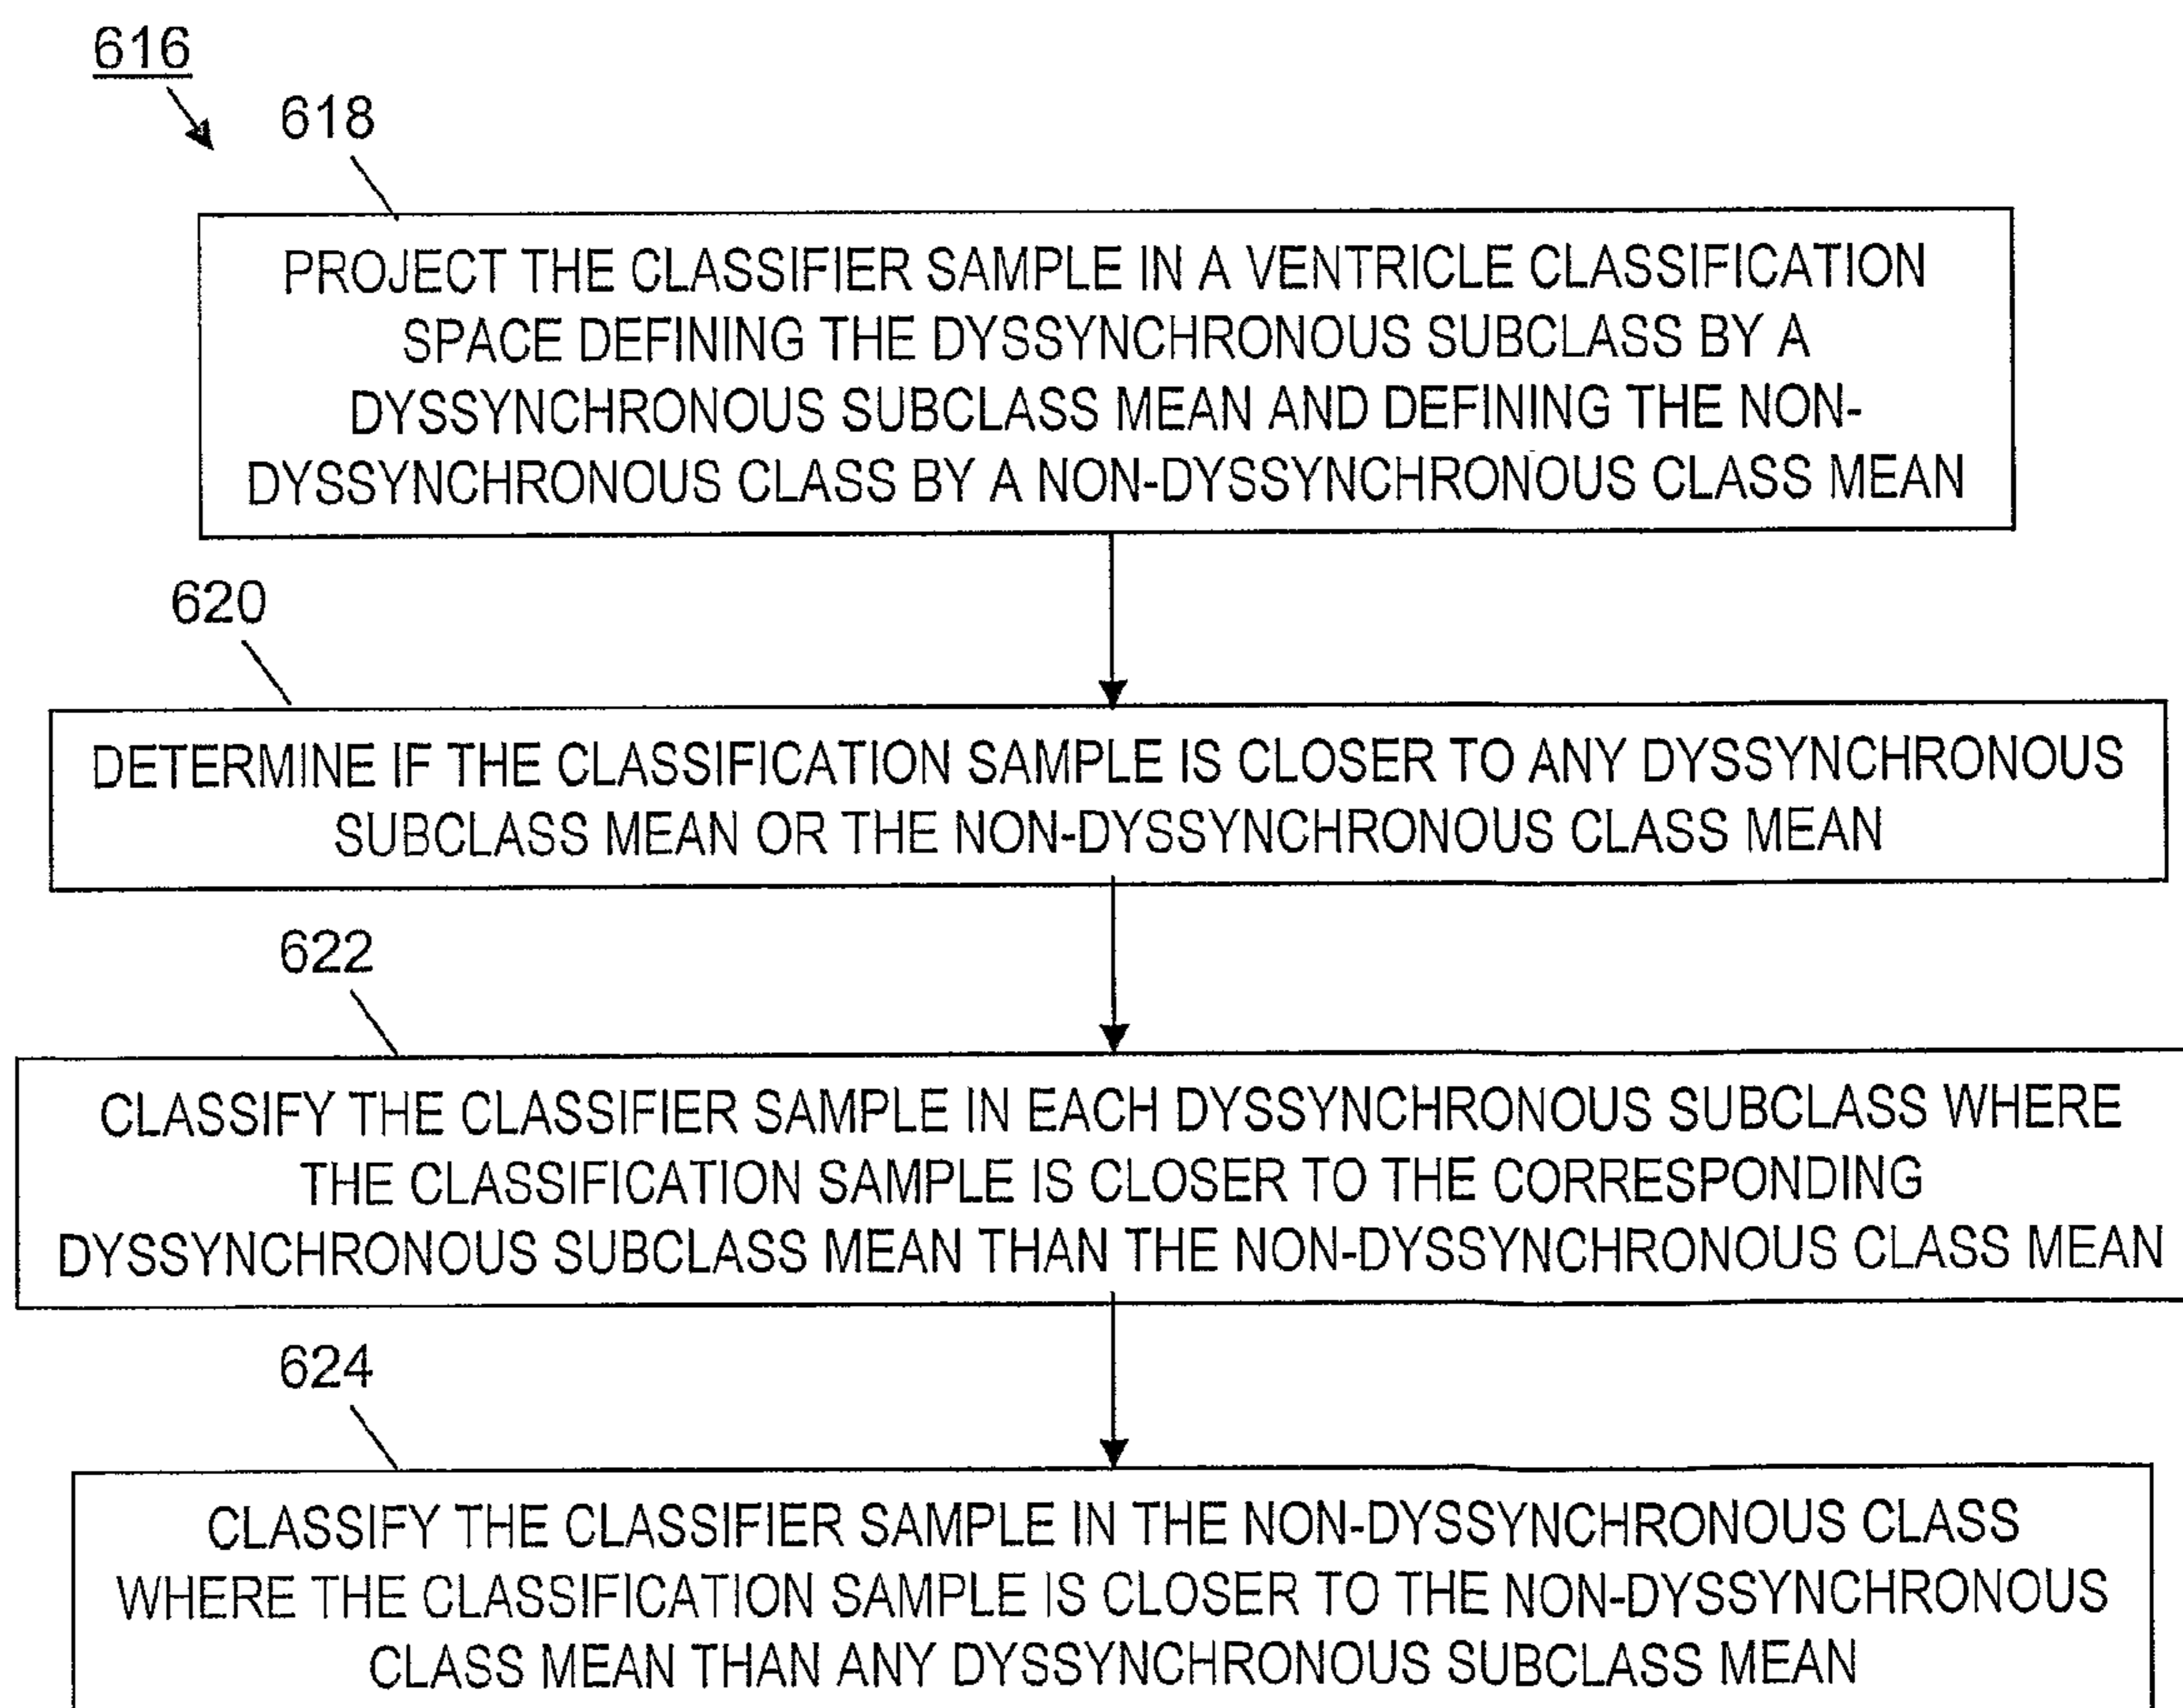 616
618
PROJECT THE CLASSIFIER SAMPLE IN A VENTRICLE CLASSIFICATION
SPACE DEFINING THE DYSSYNCHRONOUS SUBCLASS BY A
DYSSYNCHRONOUS SUBCLASS MEAN AND DEFINING THE NON-
DYSSYNCHRONOUS CLASS BY A NON-DYSSYNCHRONOUS CLASS MEAN
620
DETERMINE IF THE CLASSIFICATION SAMPLE IS CLOSER TO ANY DYSSYNCHRONOUS
SUBCLASS MEAN OR THE NON-DYSSYNCHRONOUS CLASS MEAN
622
CLASSIFY THE CLASSIFIER SAMPLE IN EACH DYSSYNCHRONOUS SUBCLASS WHERE
THE CLASSIFICATION SAMPLE IS CLOSER TO THE CORRESPONDING
DYSSYNCHRONOUS SUBCLASS MEAN THAN THE NON-DYSSYNCHRONOUS CLASS MEAN
624
CLASSIFY THE CLASSIFIER SAMPLE IN THE NON-DYSSYNCHRONOUS CLASS
WHERE THE CLASSIFICATION SAMPLE IS CLOSER TO THE NON-DYSSYNCHRONOUS
CLASS MEAN THAN ANY DYSSYNCHRONOUS SUBCLASS MEAN